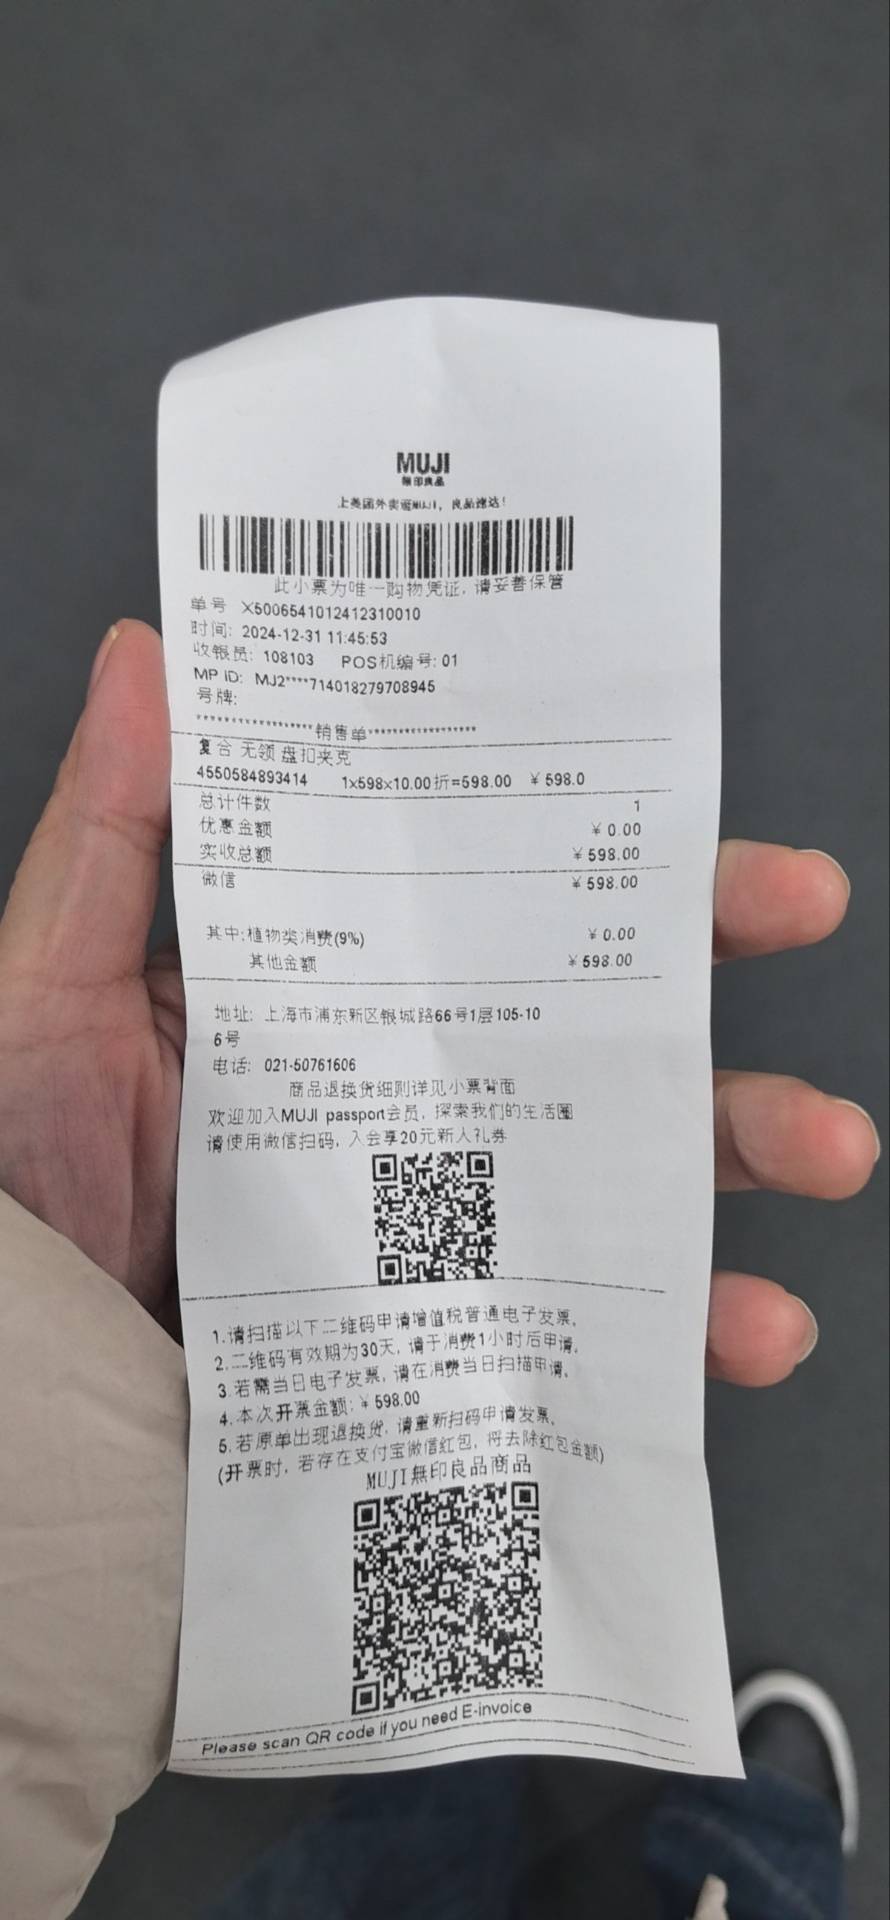 MUJI
無印良品
上美团外卖逛MUJI，良品速达！
此小票为唯一购物凭证，请妥善保管
单号 X5006541012412310010
时间: 2024-12-31 11:45:53
收银员: 108103 POS机编号: 01
MP ID: MJ2****714018279708945
号牌:
********************销售单*******************
复合 无领 盘扣夹克
4550584893414 1x598x10.00折=598.00 ￥598.0
总计件数 1
优惠金额 ￥0.00
实收总额 ￥598.00
微信 ￥598.00
其中:植物类消费(9%) ￥0.00
其他金额 ￥598.00
地址: 上海市浦东新区银城路66号1层105-10
6号
电话: 021-50761606
商品退换货细则详见小票背面
欢迎加入MUJI passport会员，探索我们的生活圈
请使用微信扫码，入会享20元新人礼券
1.请扫描以下二维码申请增值税普通电子发票。
2.二维码有效期为30天，请于消费1小时后申请。
3.若需当日电子发票，请在消费当日扫描申请。
4.本次开票金额:￥598.00
5.若原单出现退换货，请重新扫码申请发票。
(开票时，若存在支付宝微信红包，将去除红包金额)
MUJI無印良品商品
Please scan QR code if you need E-invoice